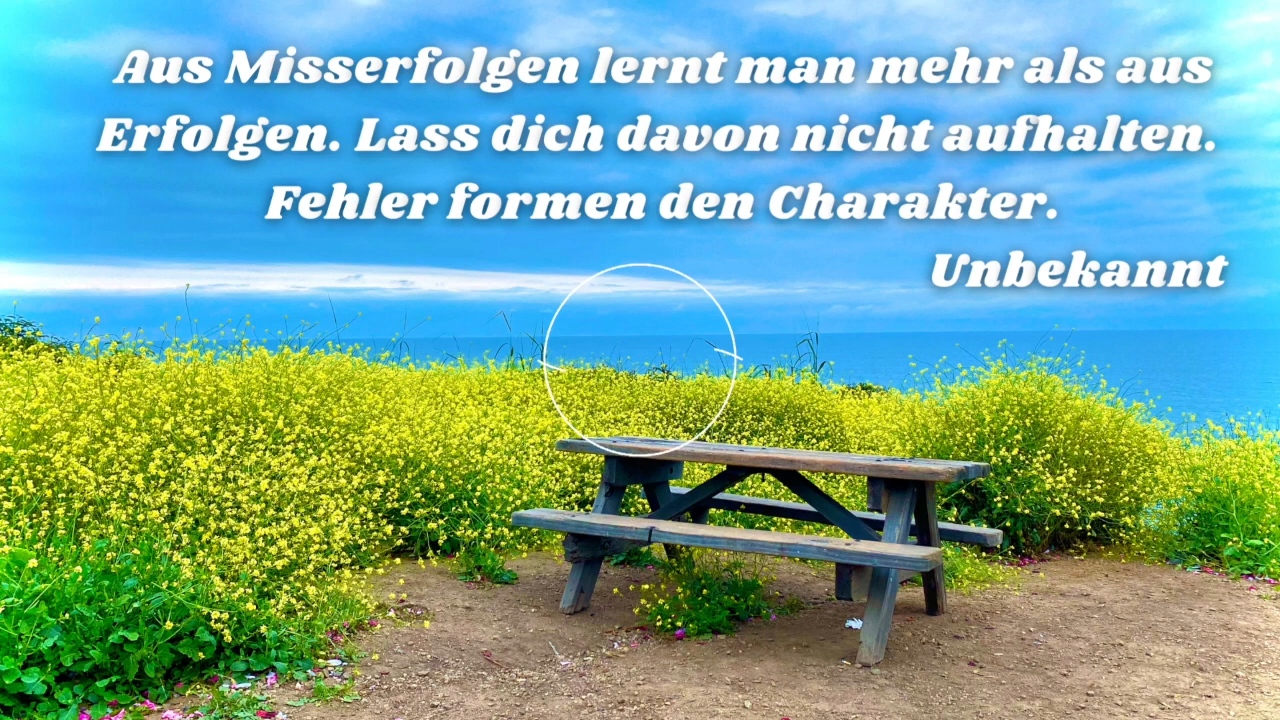 Aus Misserfolgen lernt man mehr als aus
Erfolgen. Lass dich davon nicht aufhalten.
Fehler formen den Charakter.
Unbekannt